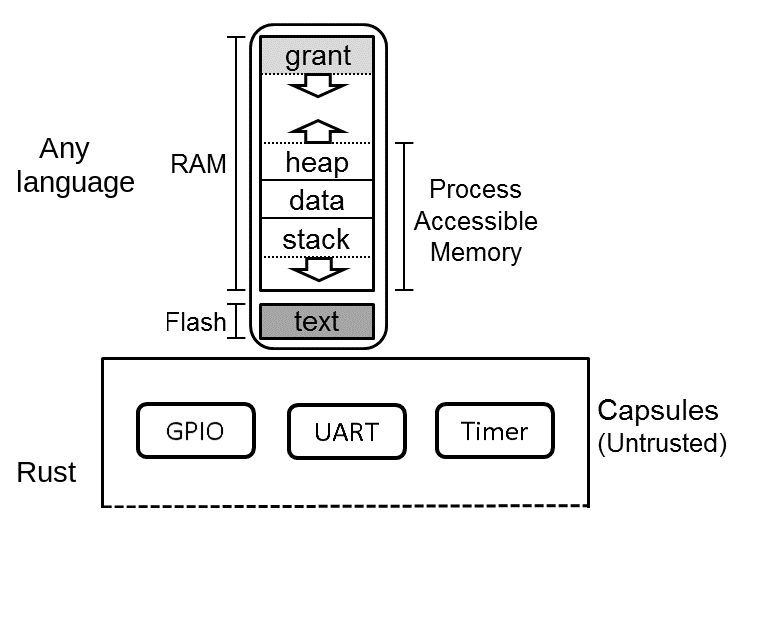 grant
Any
language
RAM
heap
data
stack
Process
Accessible
Memory
Flash
text
GPIO
UART
Timer
Capsules
(Untrusted)
Rust